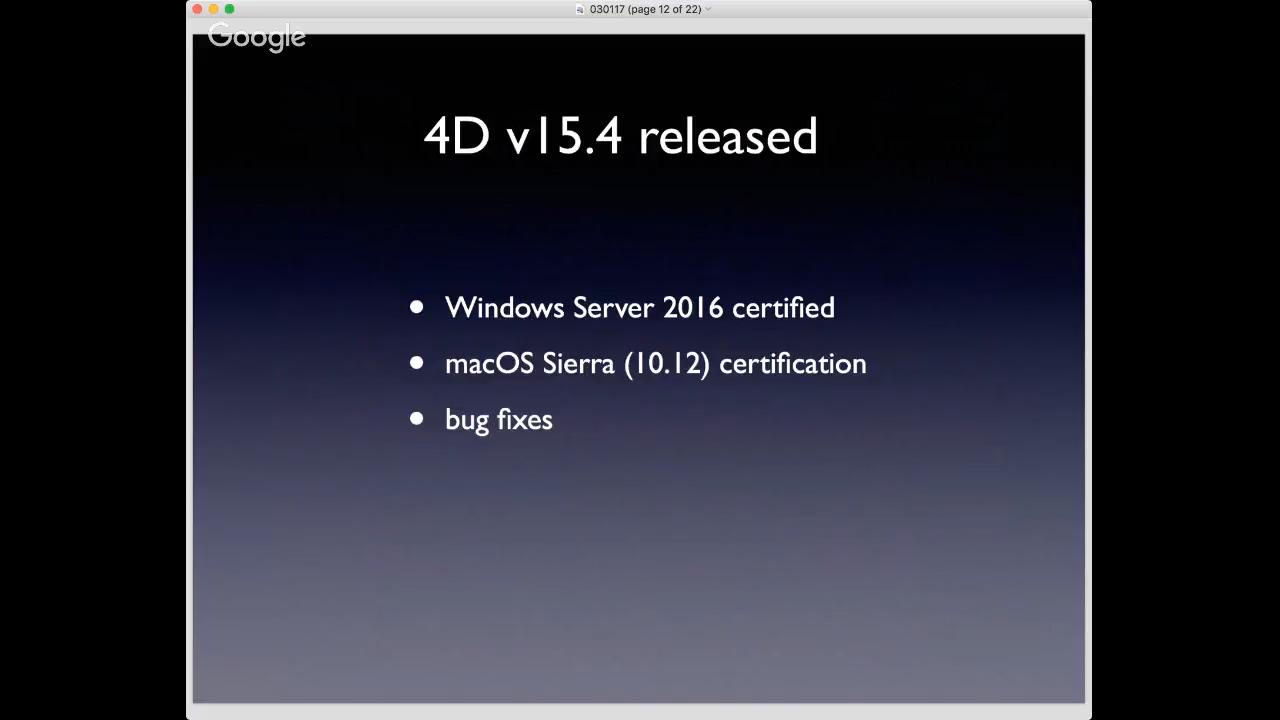 030117 (page 12 of 22)
Google
4D v15.4 released
• Windows Server 2016 certified
• macOS Sierra (10.12) certification
• bug fixes